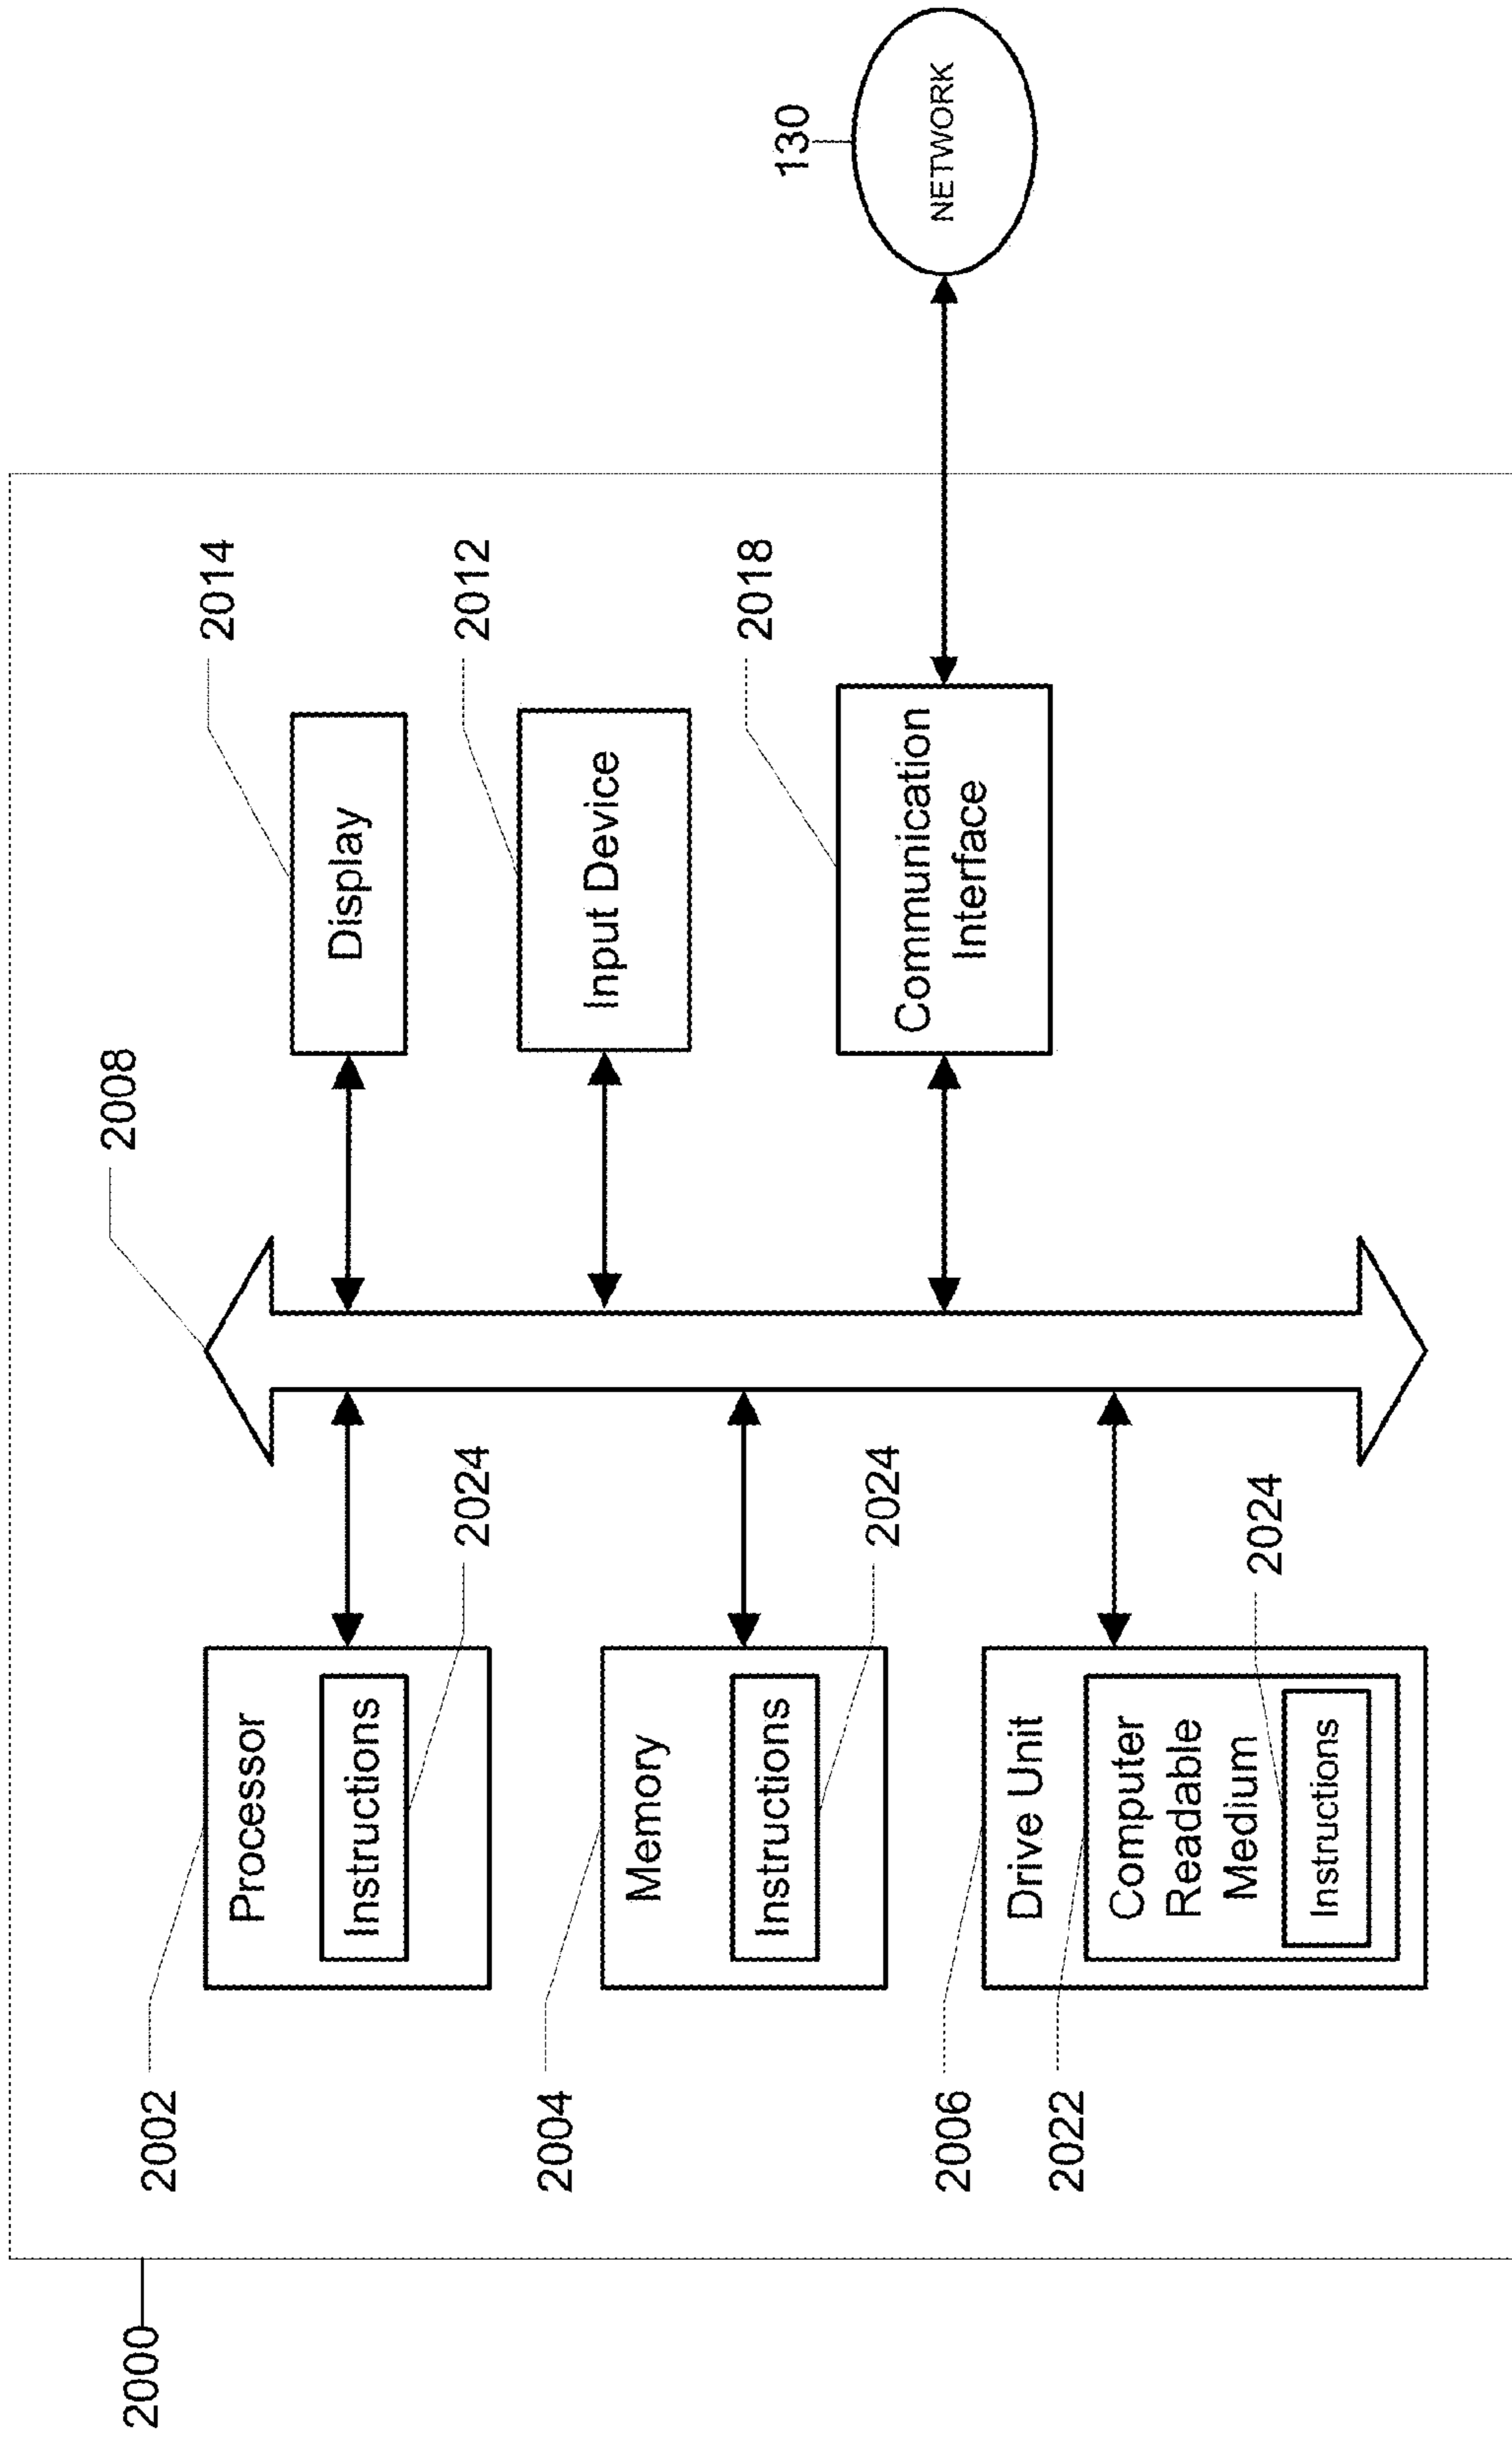 2000
2008
2002
Processor
Instructions
2024
2014
Display
2004
Memory
Instructions
2024
2012
Input Device
2006
2022
Drive Unit
Computer
Readable
Medium
Instructions
2024
2018
Communication
Interface
130
NETWORK